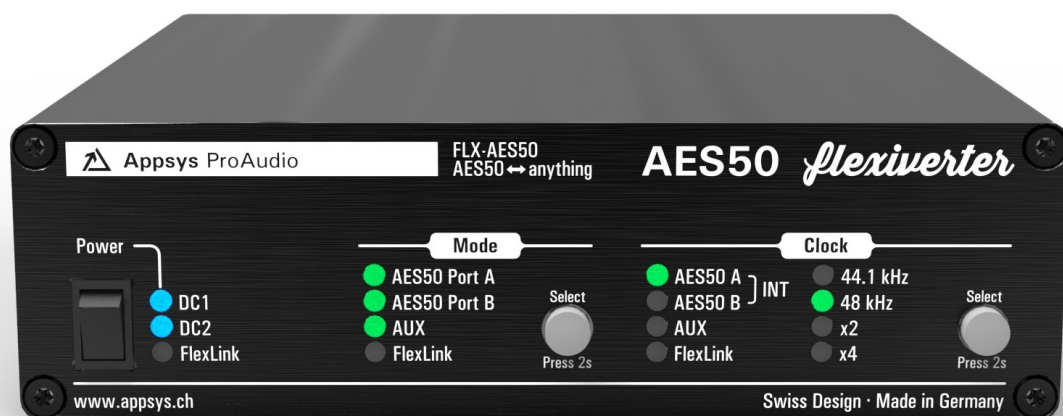 Appsys ProAudio
FLX-AES50
AES50 ↔ anything
AES50 flexiverter
Power
DC1
DC2
FlexLink
Mode
AES50 Port A
AES50 Port B
AUX
FlexLink
Select
Press 2s
Clock
AES50 A
AES50 B
INT
AUX
FlexLink
44.1 kHz
48 kHz
x2
x4
Select
Press 2s
www.appsys.ch
Swiss Design · Made in Germany